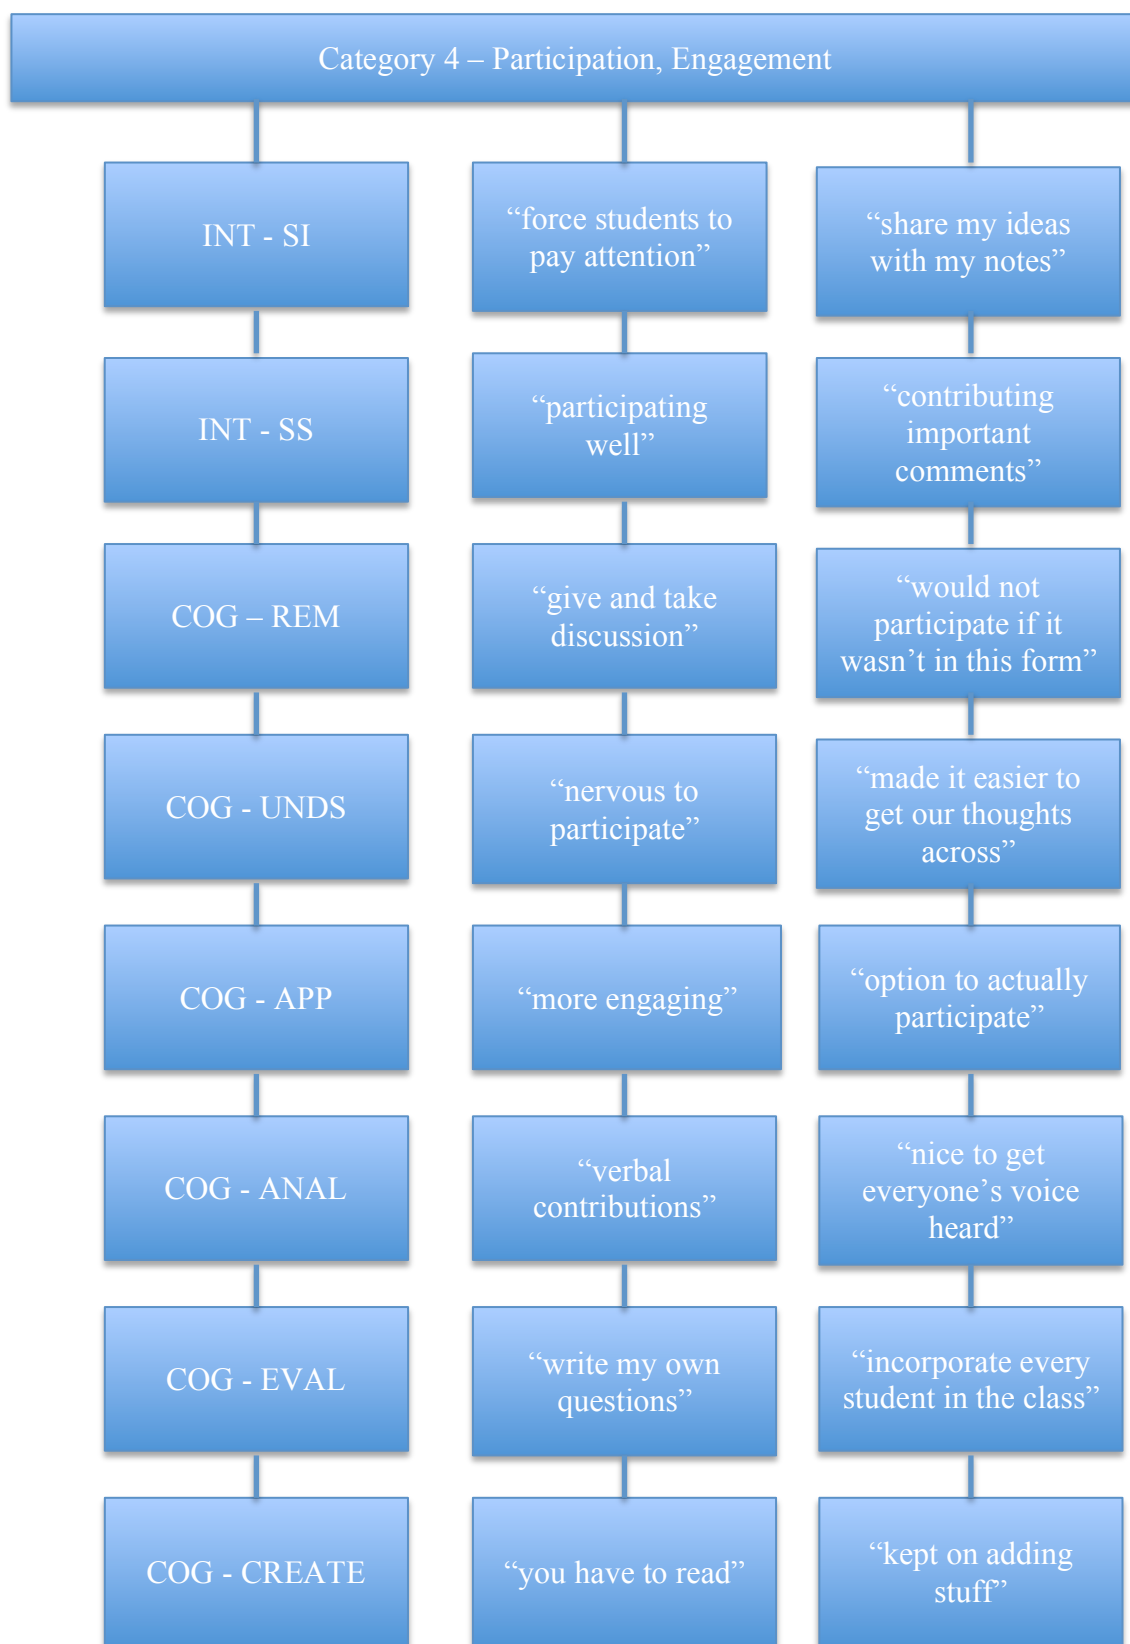 Category 4 – Participation, Engagement
INT - SI
INT - SS
COG – REM
COG - UNDS
COG - APP
COG - ANAL
COG - EVAL
COG - CREATE
“force students to
pay attention”
“participating
well”
“give and take
discussion”
“nervous to
participate”
“more engaging”
“verbal
contributions”
“write my own
questions”
“you have to read”
“share my ideas
with my notes”
“contributing
important
comments”
“would not
participate if it
wasn’t in this form”
“made it easier to
get our thoughts
across”
“option to actually
participate”
“nice to get
everyone’s voice
heard”
“incorporate every
student in the class”
“kept on adding
stuff”